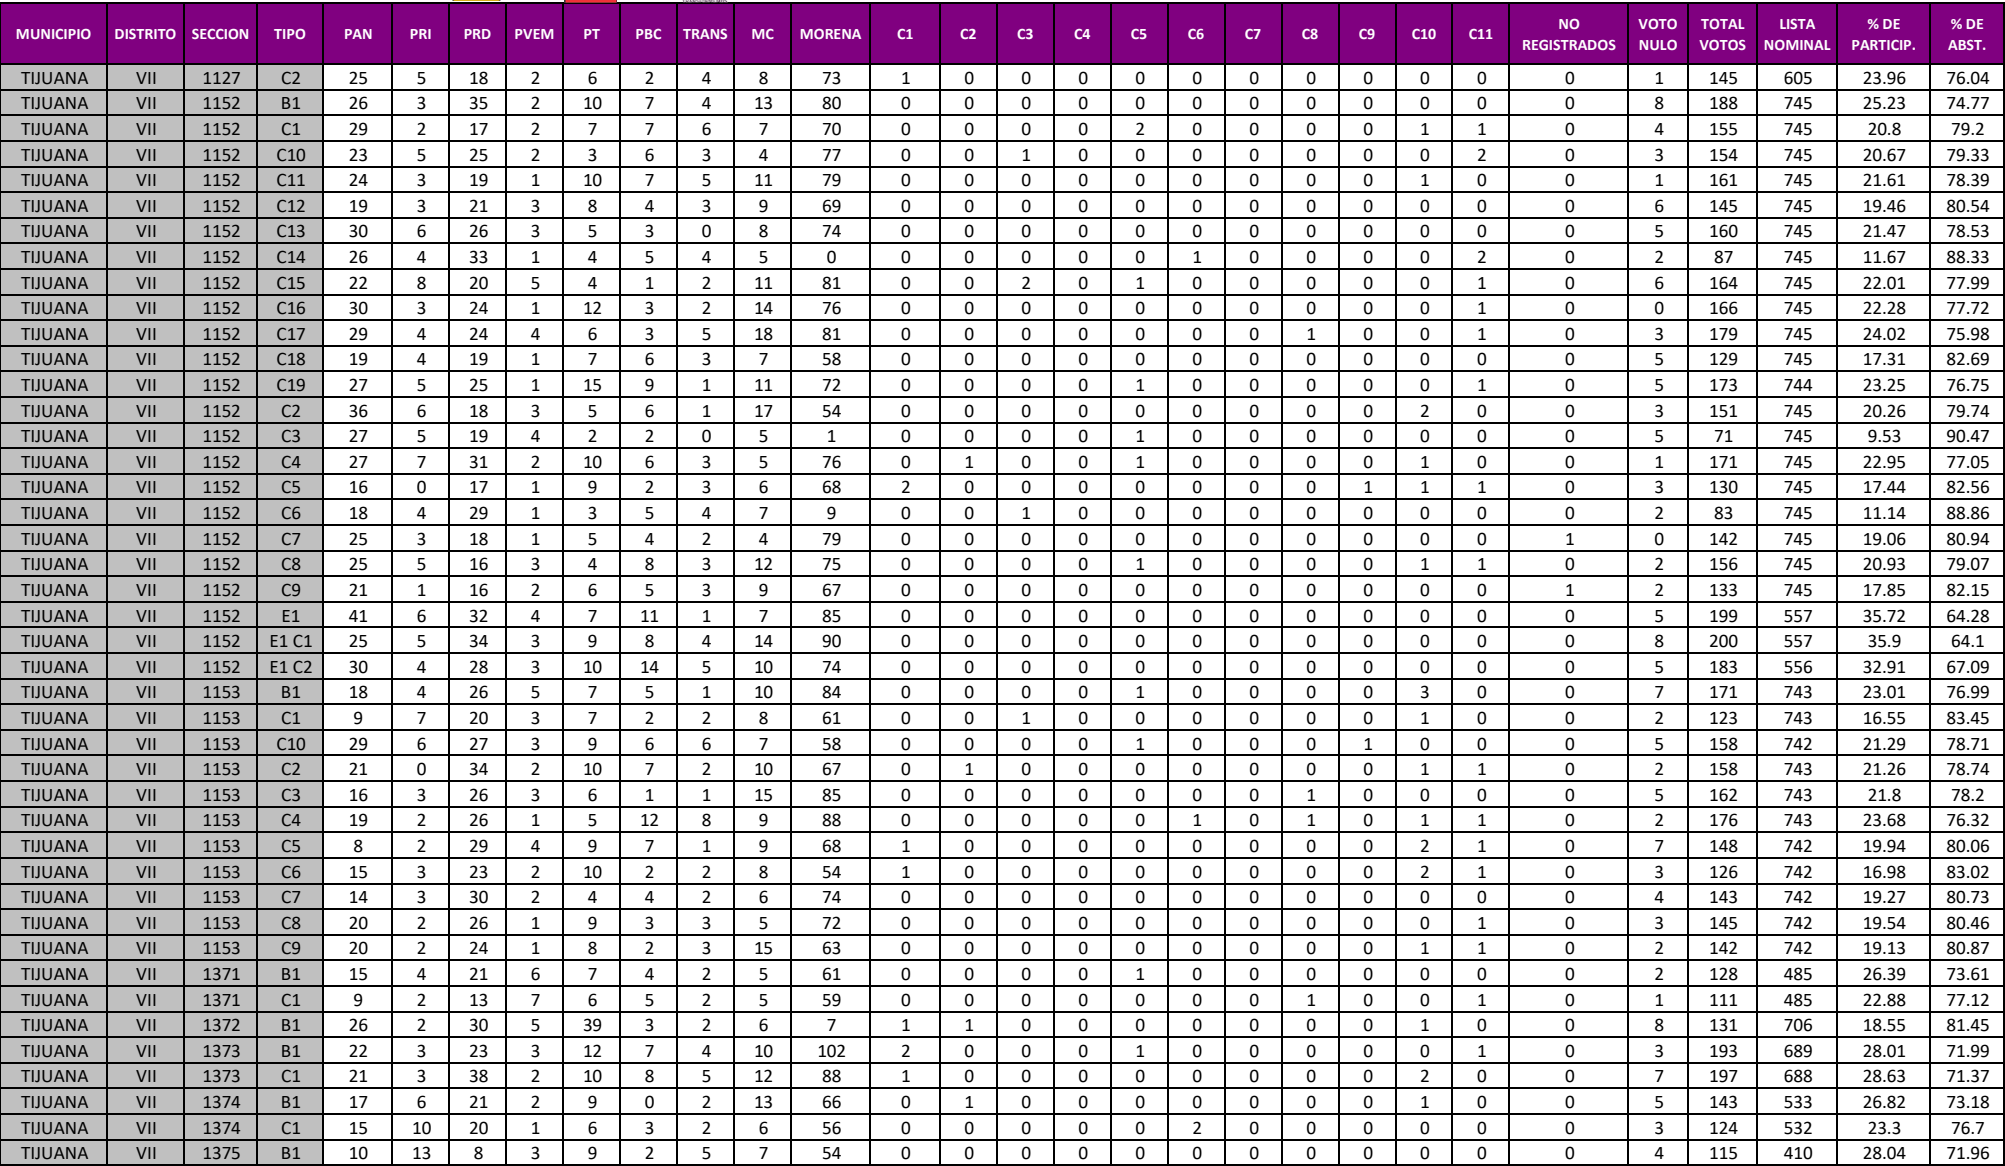 MUNICIPIO DISTRITO SECCION TIPO PAN PRI PRD PVEM PT PBC TRANS MC MORENA C1 C2 C3 C4 C5 C6 C7 C8 C9 C10 C11 NO REGISTRADOS VOTO NULO TOTAL VOTOS LISTA NOMINAL % DE PARTICIP. % DE ABST.
TIJUANA VII 1127 C2 25 5 18 2 6 2 4 8 73 1 0 0 0 0 0 0 0 0 0 0 0 1 145 605 23.96 76.04
TIJUANA VII 1152 B1 26 3 35 2 10 7 4 13 80 0 0 0 0 0 0 0 0 0 0 0 0 8 188 745 25.23 74.77
TIJUANA VII 1152 C1 29 2 17 2 7 7 6 7 70 0 0 0 0 2 0 0 0 0 1 1 0 4 155 745 20.8 79.2
TIJUANA VII 1152 C10 23 5 25 2 3 6 3 4 77 0 0 1 0 0 0 0 0 0 0 2 0 3 154 745 20.67 79.33
TIJUANA VII 1152 C11 24 3 19 1 10 7 5 11 79 0 0 0 0 0 0 0 0 0 1 0 0 1 161 745 21.61 78.39
TIJUANA VII 1152 C12 19 3 21 3 8 4 3 9 69 0 0 0 0 0 0 0 0 0 0 0 0 6 145 745 19.46 80.54
TIJUANA VII 1152 C13 30 6 26 3 5 3 0 8 74 0 0 0 0 0 0 0 0 0 0 0 0 5 160 745 21.47 78.53
TIJUANA VII 1152 C14 26 4 33 1 4 5 4 5 0 0 0 0 0 0 1 0 0 0 0 2 0 2 87 745 11.67 88.33
TIJUANA VII 1152 C15 22 8 20 5 4 1 2 11 81 0 0 2 0 1 0 0 0 0 0 1 0 6 164 745 22.01 77.99
TIJUANA VII 1152 C16 30 3 24 1 12 3 2 14 76 0 0 0 0 0 0 0 0 0 0 1 0 0 166 745 22.28 77.72
TIJUANA VII 1152 C17 29 4 24 4 6 3 5 18 81 0 0 0 0 0 0 0 1 0 0 1 0 3 179 745 24.02 75.98
TIJUANA VII 1152 C18 19 4 19 1 7 6 3 7 58 0 0 0 0 0 0 0 0 0 0 0 0 5 129 745 17.31 82.69
TIJUANA VII 1152 C19 27 5 25 1 15 9 1 11 72 0 0 0 0 1 0 0 0 0 0 1 0 5 173 744 23.25 76.75
TIJUANA VII 1152 C2 36 6 18 3 5 6 1 17 54 0 0 0 0 0 0 0 0 0 2 0 0 3 151 745 20.26 79.74
TIJUANA VII 1152 C3 27 5 19 4 2 2 0 5 1 0 0 0 0 1 0 0 0 0 0 0 0 5 71 745 9.53 90.47
TIJUANA VII 1152 C4 27 7 31 2 10 6 3 5 76 0 1 0 0 1 0 0 0 0 1 0 0 1 171 745 22.95 77.05
TIJUANA VII 1152 C5 16 0 17 1 9 2 3 6 68 2 0 0 0 0 0 0 0 1 1 1 0 3 130 745 17.44 82.56
TIJUANA VII 1152 C6 18 4 29 1 3 5 4 7 9 0 0 1 0 0 0 0 0 0 0 0 0 2 83 745 11.14 88.86
TIJUANA VII 1152 C7 25 3 18 1 5 4 2 4 79 0 0 0 0 0 0 0 0 0 0 0 1 0 142 745 19.06 80.94
TIJUANA VII 1152 C8 25 5 16 3 4 8 3 12 75 0 0 0 0 1 0 0 0 0 1 1 0 2 156 745 20.93 79.07
TIJUANA VII 1152 C9 21 1 16 2 6 5 3 9 67 0 0 0 0 0 0 0 0 0 0 0 1 2 133 745 17.85 82.15
TIJUANA VII 1152 E1 41 6 32 4 7 11 1 7 85 0 0 0 0 0 0 0 0 0 0 0 0 5 199 557 35.72 64.28
TIJUANA VII 1152 E1 C1 25 5 34 3 9 8 4 14 90 0 0 0 0 0 0 0 0 0 0 0 0 8 200 557 35.9 64.1
TIJUANA VII 1152 E1 C2 30 4 28 3 10 14 5 10 74 0 0 0 0 0 0 0 0 0 0 0 0 5 183 556 32.91 67.09
TIJUANA VII 1153 B1 18 4 26 5 7 5 1 10 84 0 0 0 0 1 0 0 0 0 3 0 0 7 171 743 23.01 76.99
TIJUANA VII 1153 C1 9 7 20 3 7 2 2 8 61 0 0 1 0 0 0 0 0 0 1 0 0 2 123 743 16.55 83.45
TIJUANA VII 1153 C10 29 6 27 3 9 6 6 7 58 0 0 0 0 1 0 0 0 1 0 0 0 5 158 742 21.29 78.71
TIJUANA VII 1153 C2 21 0 34 2 10 7 2 10 67 0 1 0 0 0 0 0 0 0 1 1 0 2 158 743 21.26 78.74
TIJUANA VII 1153 C3 16 3 26 3 6 1 1 15 85 0 0 0 0 0 0 0 1 0 0 0 0 5 162 743 21.8 78.2
TIJUANA VII 1153 C4 19 2 26 1 5 12 8 9 88 0 0 0 0 0 1 0 1 0 1 1 0 2 176 743 23.68 76.32
TIJUANA VII 1153 C5 8 2 29 4 9 7 1 9 68 1 0 0 0 0 0 0 0 0 2 1 0 7 148 742 19.94 80.06
TIJUANA VII 1153 C6 15 3 23 2 10 2 2 8 54 1 0 0 0 0 0 0 0 0 2 1 0 3 126 742 16.98 83.02
TIJUANA VII 1153 C7 14 3 30 2 4 4 2 6 74 0 0 0 0 0 0 0 0 0 0 0 0 4 143 742 19.27 80.73
TIJUANA VII 1153 C8 20 2 26 1 9 3 3 5 72 0 0 0 0 0 0 0 0 0 0 1 0 3 145 742 19.54 80.46
TIJUANA VII 1153 C9 20 2 24 1 8 2 3 15 63 0 0 0 0 0 0 0 0 0 1 1 0 2 142 742 19.13 80.87
TIJUANA VII 1371 B1 15 4 21 6 7 4 2 5 61 0 0 0 0 1 0 0 0 0 0 0 0 2 128 485 26.39 73.61
TIJUANA VII 1371 C1 9 2 13 7 6 5 2 5 59 0 0 0 0 0 0 0 1 0 0 1 0 1 111 485 22.88 77.12
TIJUANA VII 1372 B1 26 2 30 5 39 3 2 6 7 1 1 0 0 0 0 0 0 0 1 0 0 8 131 706 18.55 81.45
TIJUANA VII 1373 B1 22 3 23 3 12 7 4 10 102 2 0 0 0 1 0 0 0 0 0 1 0 3 193 689 28.01 71.99
TIJUANA VII 1373 C1 21 3 38 2 10 8 5 12 88 1 0 0 0 0 0 0 0 0 2 0 0 7 197 688 28.63 71.37
TIJUANA VII 1374 B1 17 6 21 2 9 0 2 13 66 0 1 0 0 0 0 0 0 0 1 0 0 5 143 533 26.82 73.18
TIJUANA VII 1374 C1 15 10 20 1 6 3 2 6 56 0 0 0 0 0 2 0 0 0 0 0 0 3 124 532 23.3 76.7
TIJUANA VII 1375 B1 10 13 8 3 9 2 5 7 54 0 0 0 0 0 0 0 0 0 0 0 0 4 115 410 28.04 71.96